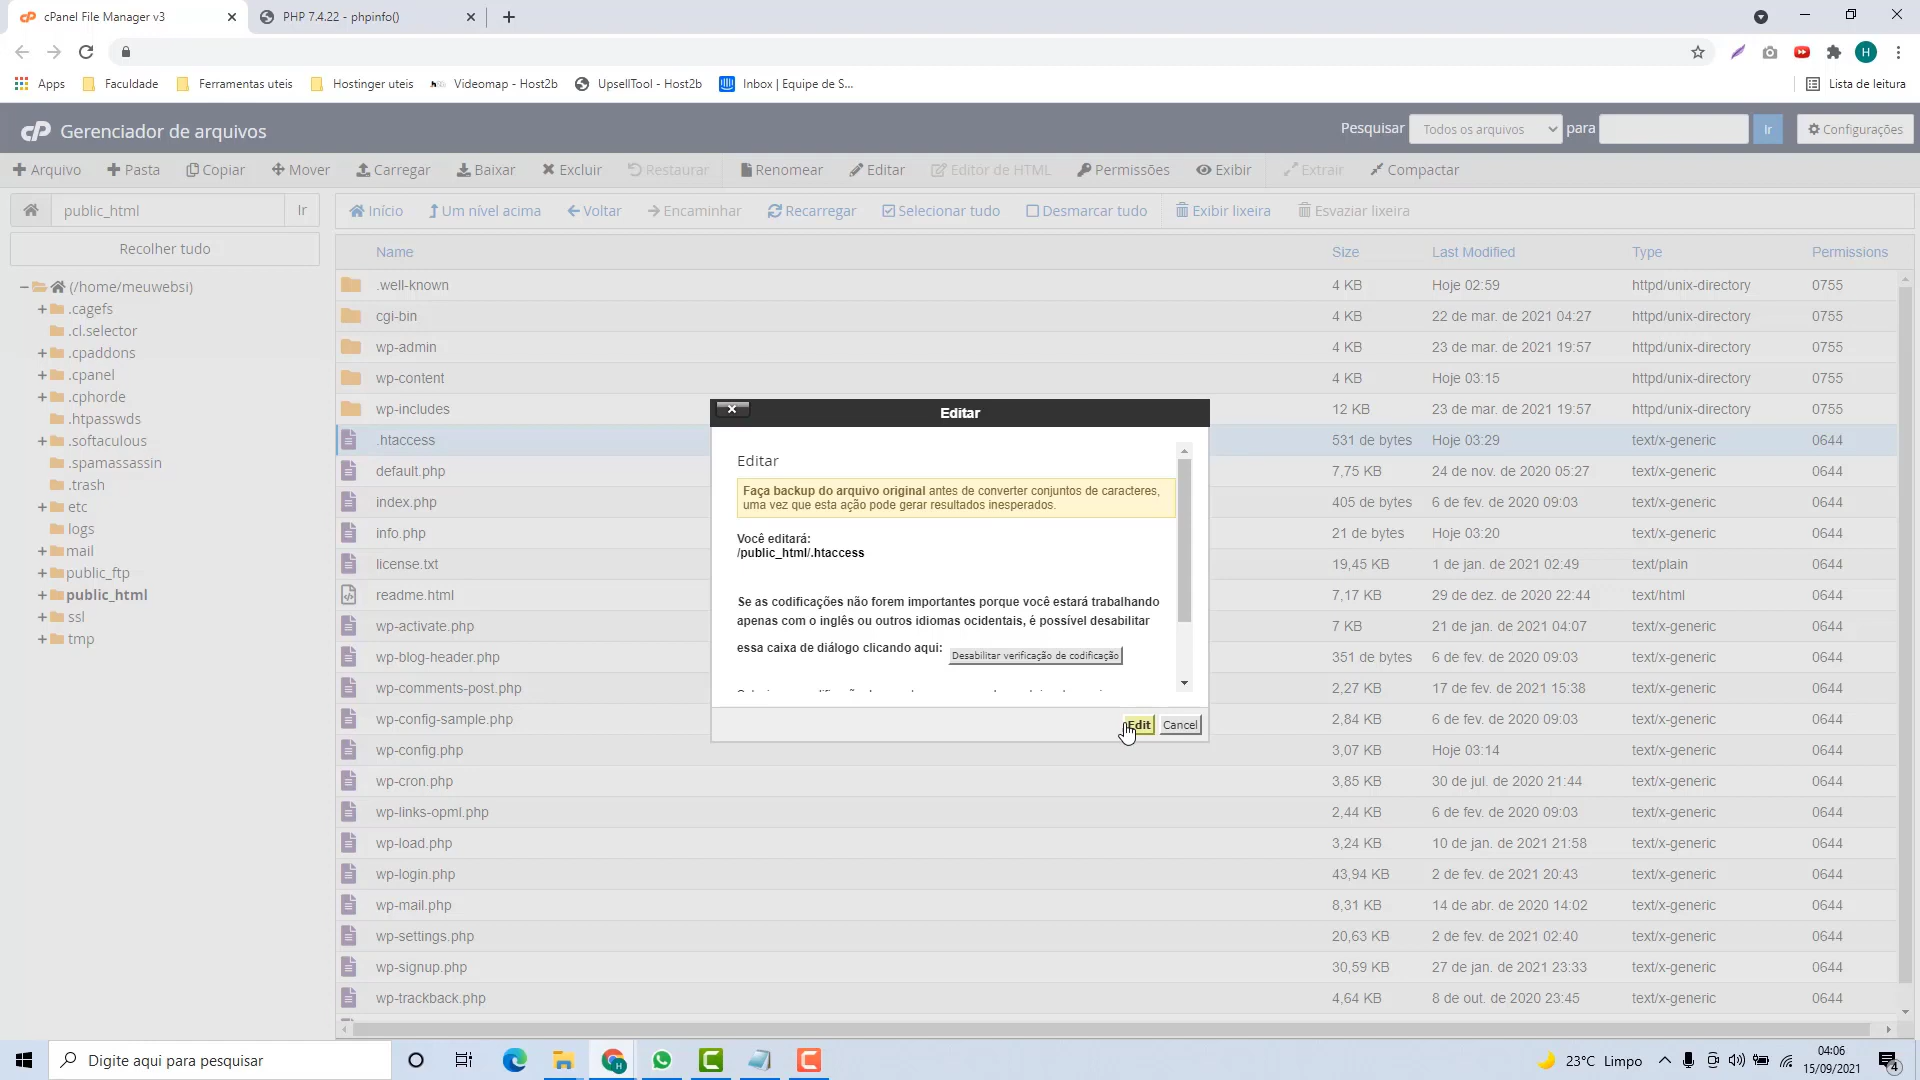 cPanel File Manager v3
PHP 7.4.22 - phpinfo()
H
Apps
Faculdade
Ferramentas uteis
Hostinger uteis
Videomap - Host2b
UpsellTool - Host2b
Inbox | Equipe de S...
Lista de leitura
cP Gerenciador de arquivos
Pesquisar
Todos os arquivos
para
Ir
Configurações
Arquivo
Pasta
Copiar
Mover
Carregar
Baixar
Excluir
Restaurar
Renomear
Editar
Editor de HTML
Permissões
Exibir
Extrair
Compactar
public_html
Ir
Início
Um nível acima
Voltar
Encaminhar
Recarregar
Selecionar tudo
Desmarcar tudo
Exibir lixeira
Esvaziar lixeira
Recolher tudo
(/home/meuwebsi)
.cagefs
.cl.selector
.cpaddons
.cpanel
.cphorde
.htpasswds
.softaculous
.spamassassin
.trash
etc
logs
mail
public_ftp
public_html
ssl
tmp
Name Size Last Modified Type Permissions
.well-known 4 KB Hoje 02:59 httpd/unix-directory 0755
cgi-bin 4 KB 22 de mar. de 2021 04:27 httpd/unix-directory 0755
wp-admin 4 KB 23 de mar. de 2021 19:57 httpd/unix-directory 0755
wp-content 4 KB Hoje 03:15 httpd/unix-directory 0755
wp-includes 12 KB 23 de mar. de 2021 19:57 httpd/unix-directory 0755
.htaccess 531 de bytes Hoje 03:29 text/x-generic 0644
default.php 7,75 KB 24 de nov. de 2020 05:27 text/x-generic 0644
index.php 405 de bytes 6 de fev. de 2020 09:03 text/x-generic 0644
info.php 21 de bytes Hoje 03:20 text/x-generic 0644
license.txt 19,45 KB 1 de jan. de 2021 02:49 text/plain 0644
readme.html 7,17 KB 29 de dez. de 2020 22:44 text/html 0644
wp-activate.php 7 KB 21 de jan. de 2021 04:07 text/x-generic 0644
wp-blog-header.php 351 de bytes 6 de fev. de 2020 09:03 text/x-generic 0644
wp-comments-post.php 2,27 KB 17 de fev. de 2021 15:38 text/x-generic 0644
wp-config-sample.php 2,84 KB 6 de fev. de 2020 09:03 text/x-generic 0644
wp-config.php 3,07 KB Hoje 03:14 text/x-generic 0644
wp-cron.php 3,85 KB 30 de jul. de 2020 21:44 text/x-generic 0644
wp-links-opml.php 2,44 KB 6 de fev. de 2020 09:03 text/x-generic 0644
wp-load.php 3,24 KB 10 de jan. de 2021 21:58 text/x-generic 0644
wp-login.php 43,94 KB 2 de fev. de 2021 20:43 text/x-generic 0644
wp-mail.php 8,31 KB 14 de abr. de 2020 14:02 text/x-generic 0644
wp-settings.php 20,63 KB 2 de fev. de 2021 02:40 text/x-generic 0644
wp-signup.php 30,59 KB 27 de jan. de 2021 23:33 text/x-generic 0644
wp-trackback.php 4,64 KB 8 de out. de 2020 23:45 text/x-generic 0644
Editar
Editar
Faça backup do arquivo original antes de converter conjuntos de caracteres,
uma vez que esta ação pode gerar resultados inesperados.
Você editará:
/public_html/.htaccess
Se as codificações não forem importantes porque você estará trabalhando
apenas com o inglês ou outros idiomas ocidentais, é possível desabilitar
essa caixa de diálogo clicando aqui:
Desabilitar verificação de codificação
Edit
Cancel
Digite aqui para pesquisar
23°C Limpo
04:06
15/09/2021
4